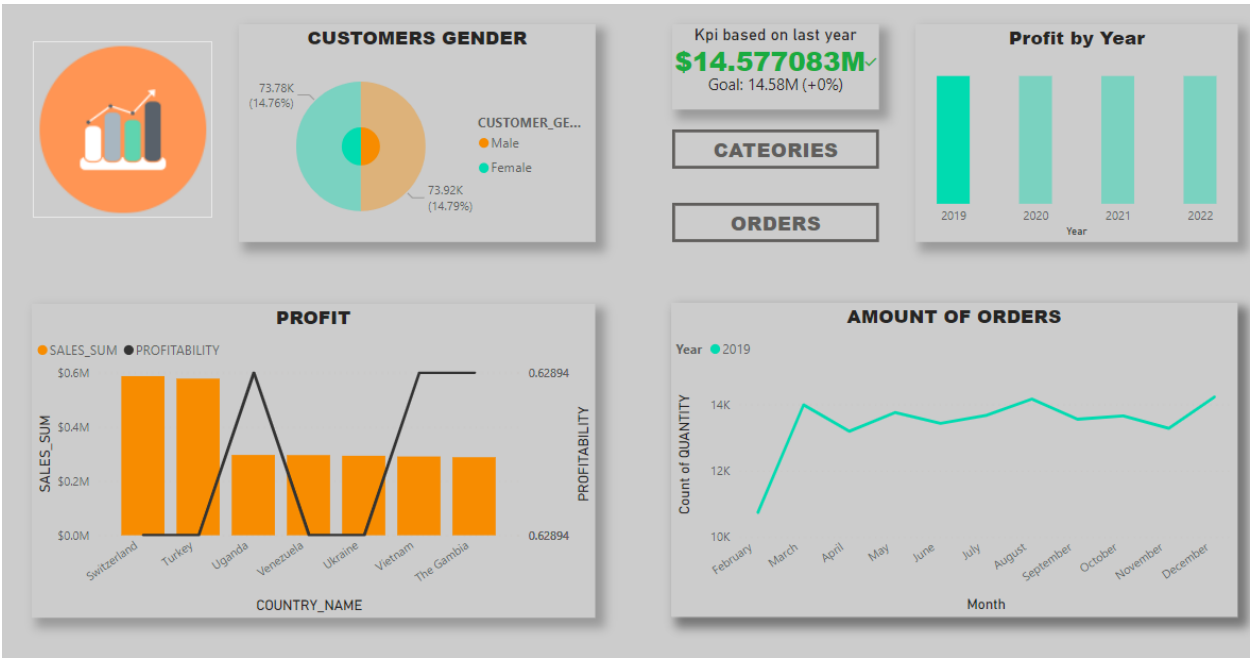 CUSTOMERS GENDER
73.78K
(14.76%)
CUSTOMER_GE...
Male
Female
73.92K
(14.79%)
Kpi based on last year
$14.577083M
Goal: 14.58M (+0%)
CATEORIES
ORDERS
Profit by Year
2019 2020 2021 2022
Year
PROFIT
SALES_SUM PROFITABILITY
$0.6M
$0.4M
$0.2M
$0.0M
SALES_SUM
0.62894
0.62894
PROFITABILITY
Switzerland Turkey Uganda Venezuela Ukraine Vietnam The Gambia
COUNTRY_NAME
AMOUNT OF ORDERS
Year 2019
14K
12K
10K
Count of QUANTITY
February March April May June July August September October November December
Month